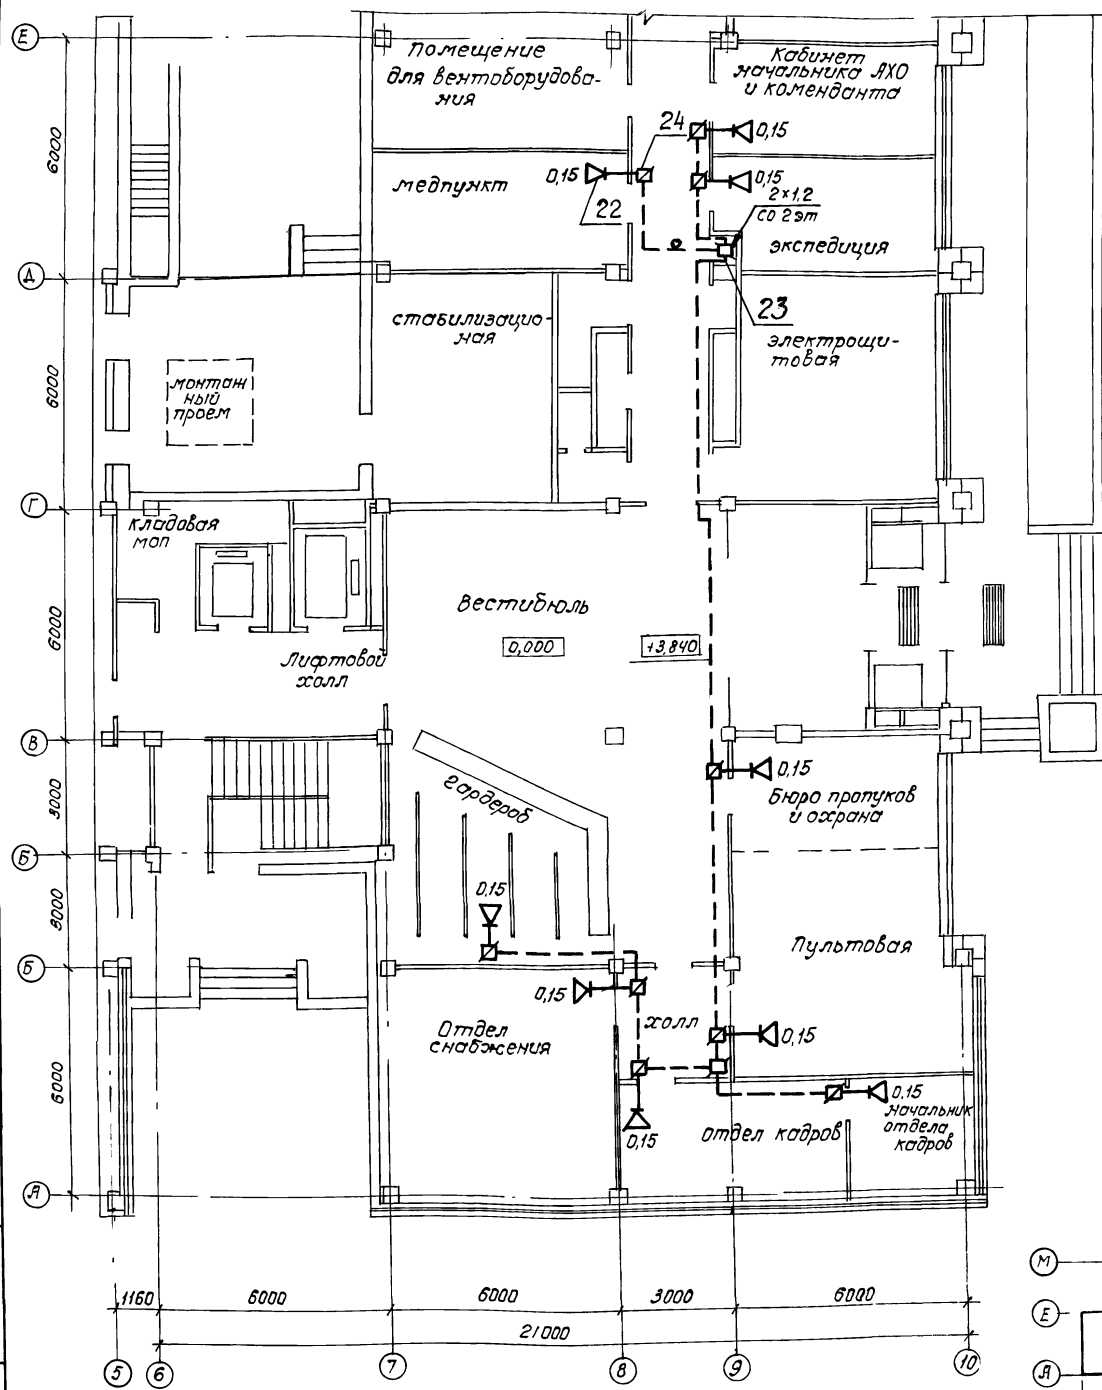 Е
Помещение
для вентоборудова-
ния
Кабинет
начальника АХО
и коменданта
6000
24
0,15
0,15
0,15
медпункт
22
2×1,2
со 2 эт
экспедиция
Д
23
стабилизацио-
ная
электрощи-
товая
6000
монтаж
ный
проем
Г
кладовая
моп
Вестибюль
6000
0,000
+3,840
Лифтовой
холл
В
0,15
Бюро пропуков
и охрана
3000
гардероб
Б
0,15
3000
Пультовая
Б
0,15
холл
Отдел
снабжения
0,15
6000
0,15
0,15
начальник
отдела
кадров
отдел кадров
А
1160
6000
6000
3000
6000
21000
5
6
7
8
9
10
М
Е
А